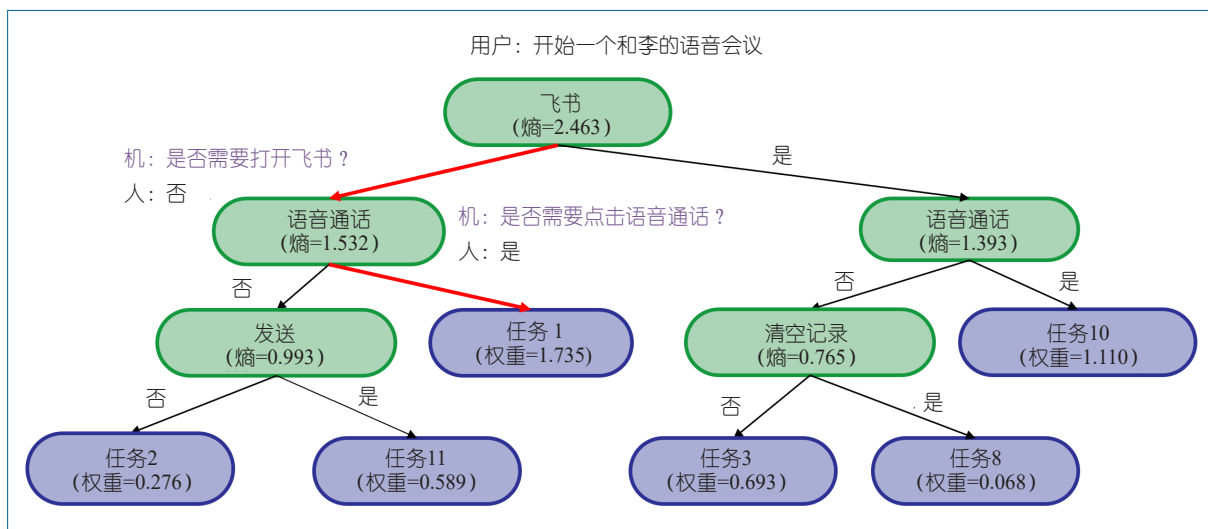 用户：开始一个和李的语音会议
飞书
(熵=2.463)
机：是否需要打开飞书？
人：否
是
语音通话
(熵=1.532)
机：是否需要点击语音通话？
人：是
语音通话
(熵=1.393)
否
否
是
发送
(熵=0.993)
任务 1
(权重=1.735)
清空记录
(熵=0.765)
任务10
(权重=1.110)
否
是
否
是
任务2
(权重=0.276)
任务11
(权重=0.589)
任务3
(权重=0.693)
任务8
(权重=0.068)